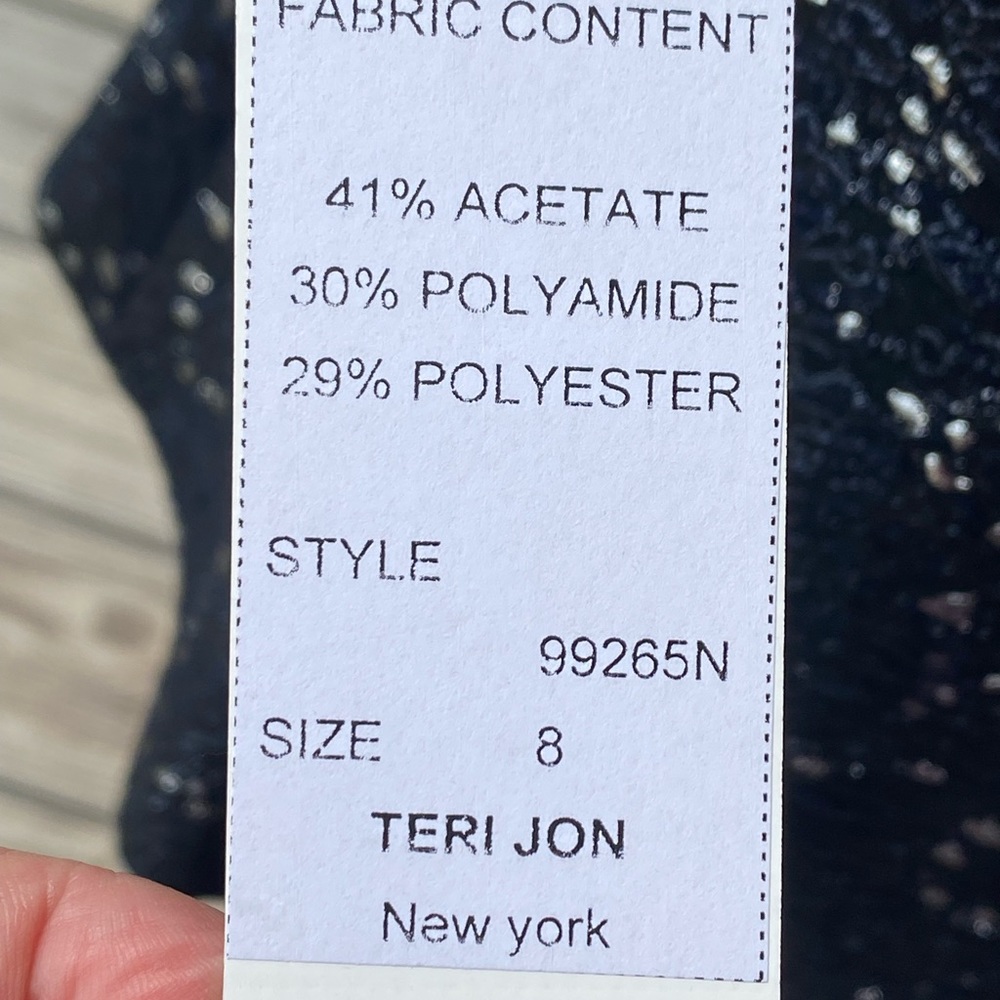 FABRIC CONTENT
41% ACETATE
30% POLYAMIDE
29% POLYESTER
STYLE
99265N
SIZE 8
TERI JON
New york